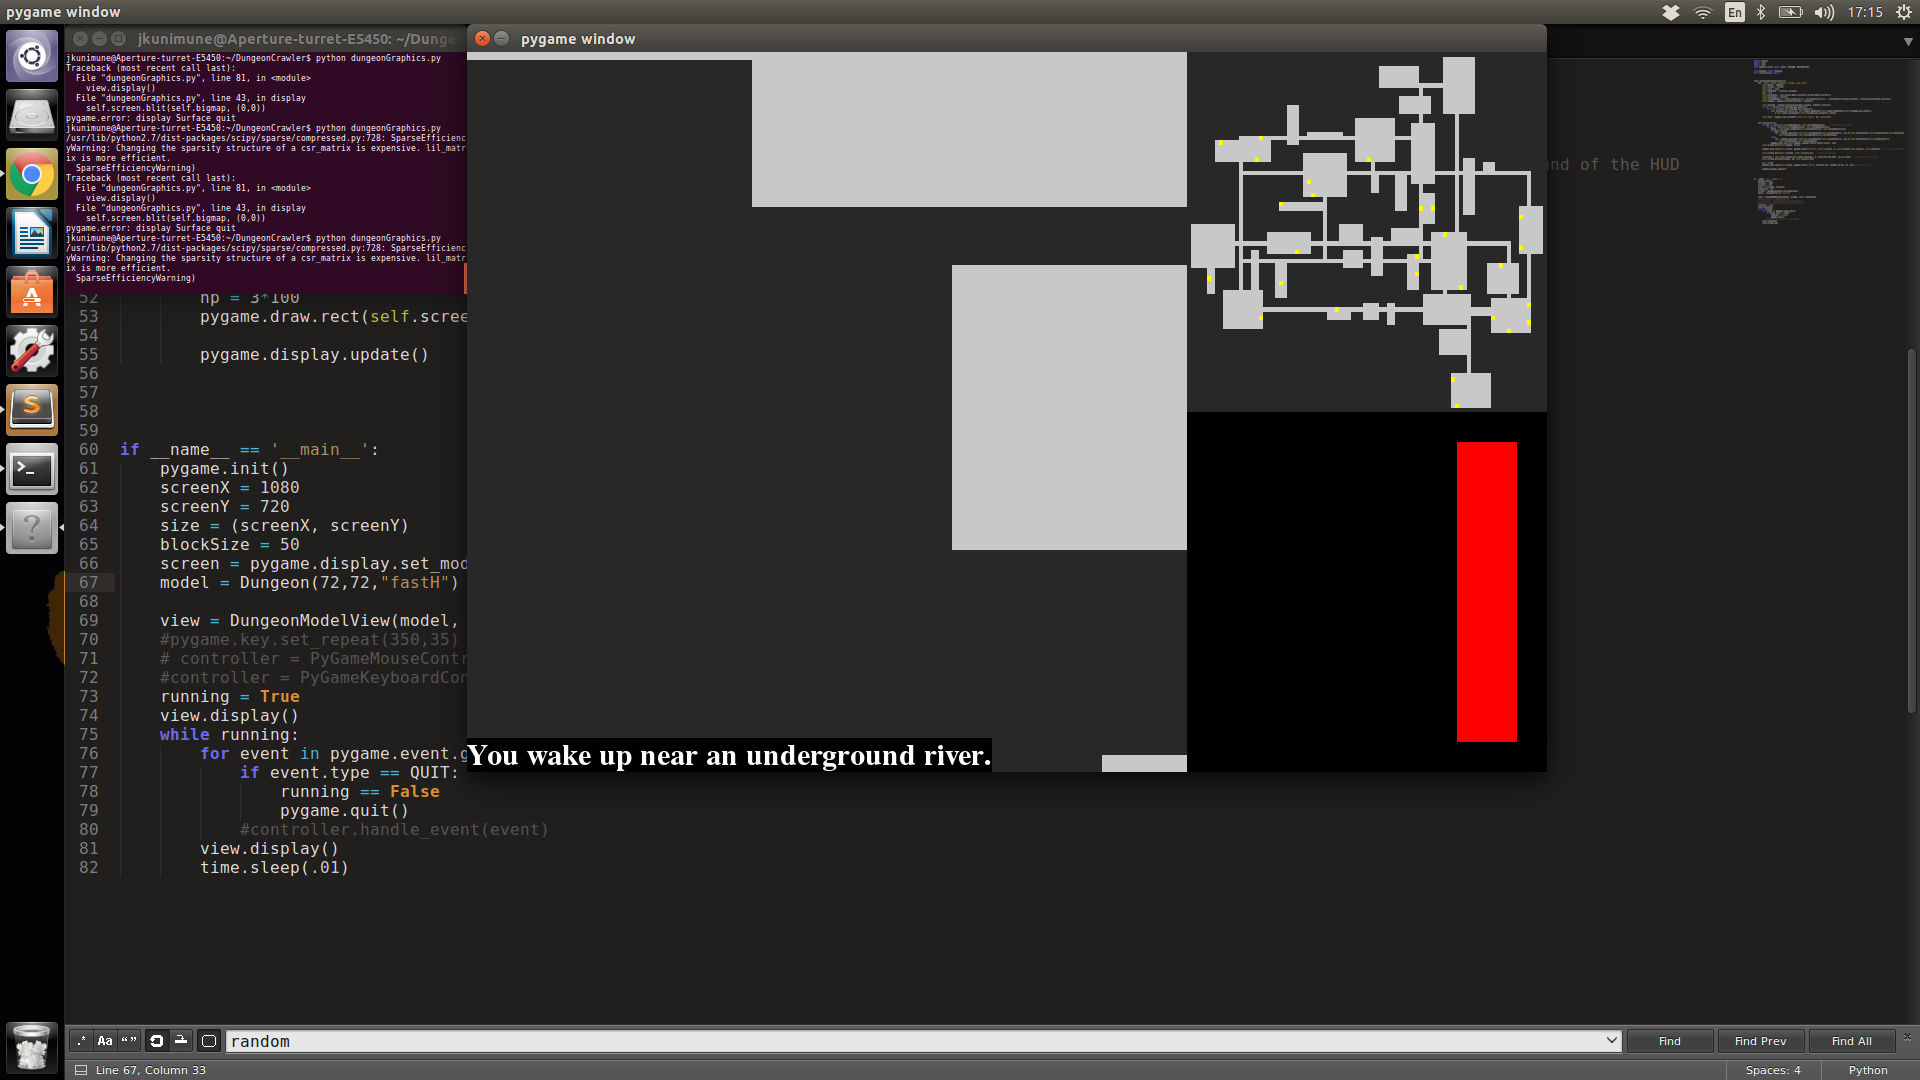 pygame window
En
17:15
jkunimune@Aperture-turret-E5450: ~/Dunge
pygame window
jkunimune@Aperture-turret-E5450:~/DungeonCrawler$ python dungeonGraphics.py
Traceback (most recent call last):
File "dungeonGraphics.py", line 81, in <module>
view.display()
File "dungeonGraphics.py", line 43, in display
self.screen.blit(self.bigmap, (0,0))
pygame.error: display Surface quit
jkunimune@Aperture-turret-E5450:~/DungeonCrawler$ python dungeonGraphics.py
/usr/lib/python2.7/dist-packages/scipy/sparse/compressed.py:728: SparseEfficienc
yWarning: Changing the sparsity structure of a csr_matrix is expensive. lil_matr
ix is more efficient.
SparseEfficiencyWarning)
Traceback (most recent call last):
File "dungeonGraphics.py", line 81, in <module>
view.display()
File "dungeonGraphics.py", line 43, in display
self.screen.blit(self.bigmap, (0,0))
pygame.error: display Surface quit
jkunimune@Aperture-turret-E5450:~/DungeonCrawler$ python dungeonGraphics.py
/usr/lib/python2.7/dist-packages/scipy/sparse/compressed.py:728: SparseEfficienc
yWarning: Changing the sparsity structure of a csr_matrix is expensive. lil_matr
ix is more efficient.
SparseEfficiencyWarning)
nd of the HUD
52 hp = 3*100
53 pygame.draw.rect(self.scree
54
55 pygame.display.update()
56
57
58
59
60 if __name__ == '__main__':
61 pygame.init()
62 screenX = 1080
63 screenY = 720
64 size = (screenX, screenY)
65 blockSize = 50
66 screen = pygame.display.set_mod
67 model = Dungeon(72,72,"fastH")
68
69 view = DungeonModelView(model,
70 #pygame.key.set_repeat(350,35)
71 # controller = PyGameMouseContr
72 #controller = PyGameKeyboardCon
73 running = True
74 view.display()
75 while running:
76 for event in pygame.event.g
77 if event.type == QUIT:
78 running == False
79 pygame.quit()
80 #controller.handle_event(event)
81 view.display()
82 time.sleep(.01)
You wake up near an underground river.
.* Aa “” random Find Find Prev Find All
Line 67, Column 33 Spaces: 4 Python